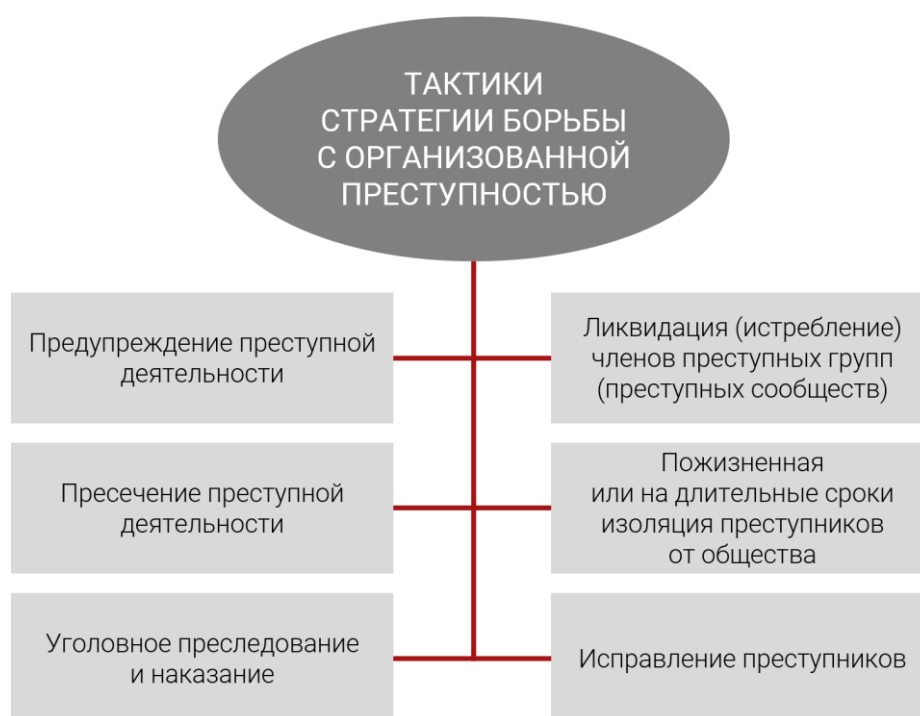 ТАКТИКИ
СТРАТЕГИИ БОРЬБЫ
С ОРГАНИЗОВАННОЙ
ПРЕСТУПНОСТЬЮ
Предупреждение преступной
деятельности
Ликвидация (истребление)
членов преступных групп
(преступных сообществ)
Пресечение преступной
деятельности
Пожизненная
или на длительные сроки
изоляция преступников
от общества
Уголовное преследование
и наказание
Исправление преступников